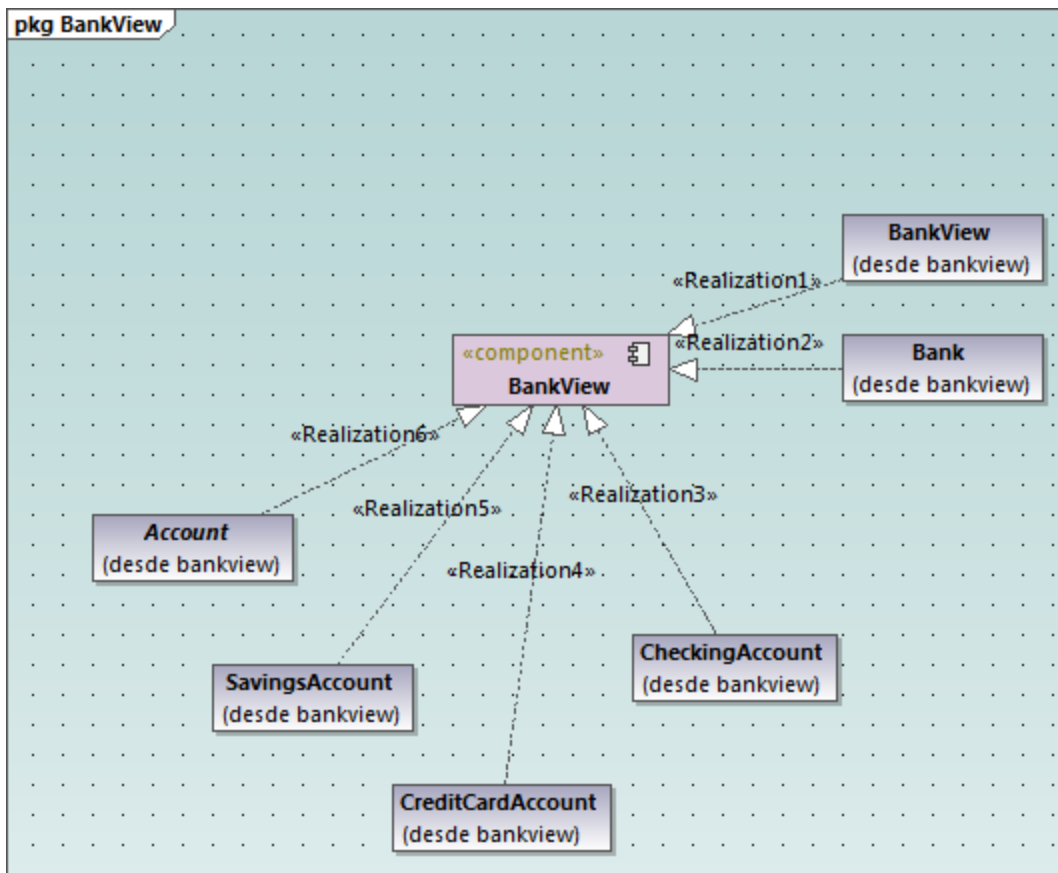 pkg BankView
BankView
(desde bankview)
«Realization1»
«component»
BankView
«Realization2»
Bank
(desde bankview)
«Realization6»
«Realization5»
«Realization3»
Account
(desde bankview)
«Realization4»
CheckingAccount
(desde bankview)
SavingsAccount
(desde bankview)
CreditCardAccount
(desde bankview)